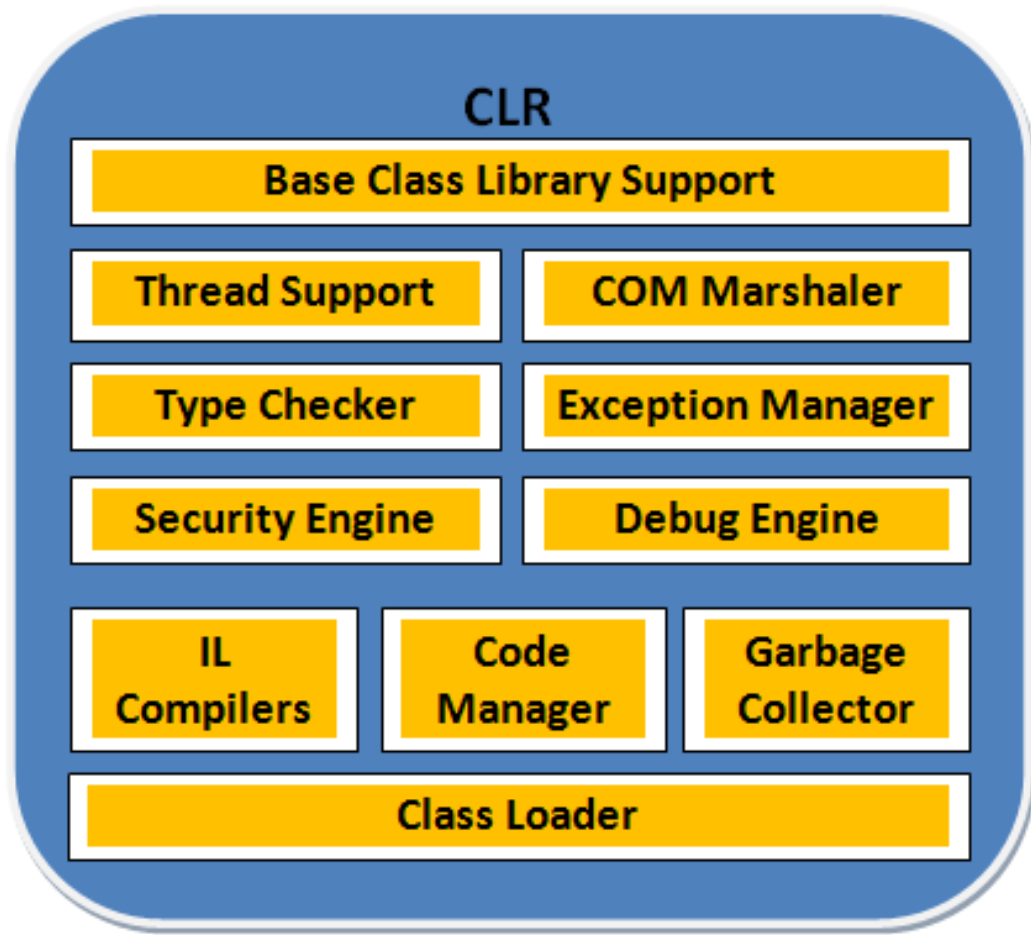 CLR
Base Class Library Support
Thread Support
COM Marshaler
Type Checker
Exception Manager
Security Engine
Debug Engine
IL
Compilers
Code
Manager
Garbage
Collector
Class Loader